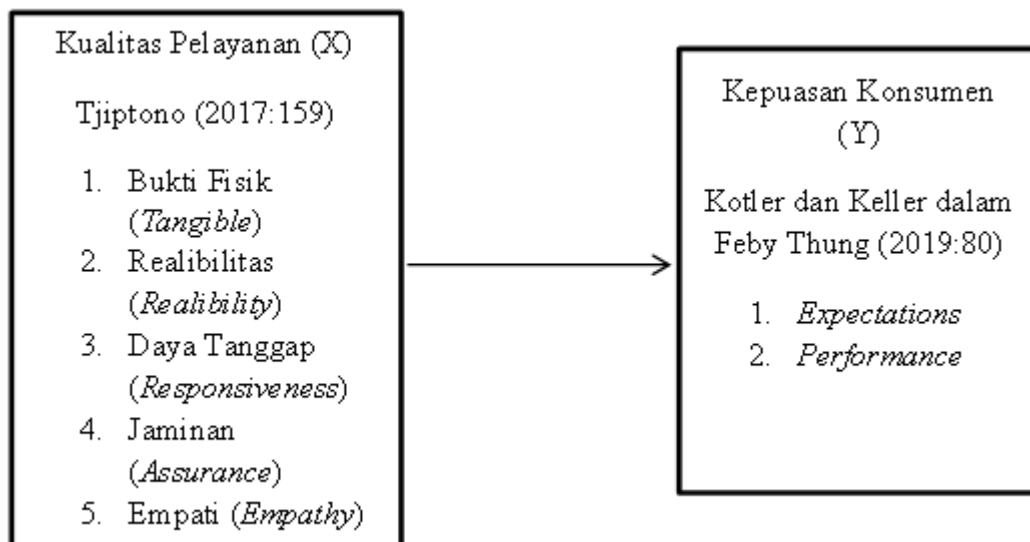 Kualitas Pelayanan (X)
Tjiptono (2017:159)
1. Bukti Fisik
(Tangible)
2. Realibilitas
(Realibility)
3. Daya Tanggap
(Responsiveness)
4. Jaminan
(Assurance)
5. Empati (Empathy)
Kepuasan Konsumen
(Y)
Kotler dan Keller dalam
Feby Thung (2019:80)
1. Expectations
2. Performance